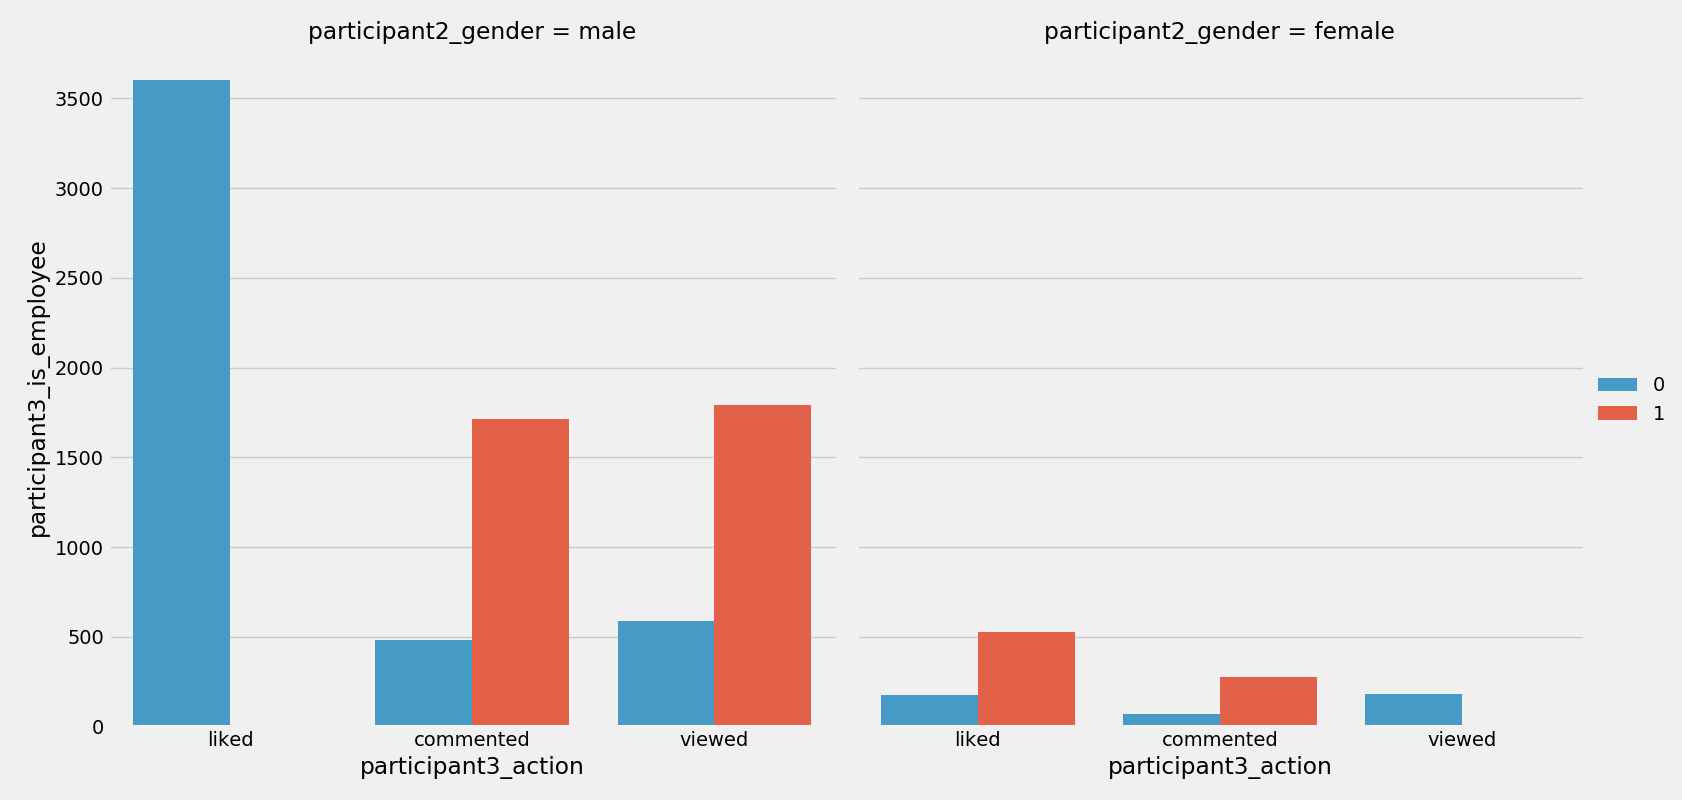 participant2_gender = male
participant2_gender = female
participant3_is_employee
3500
3000
2500
2000
1500
1000
500
0
liked commented viewed
liked commented viewed
participant3_action
participant3_action
0
1